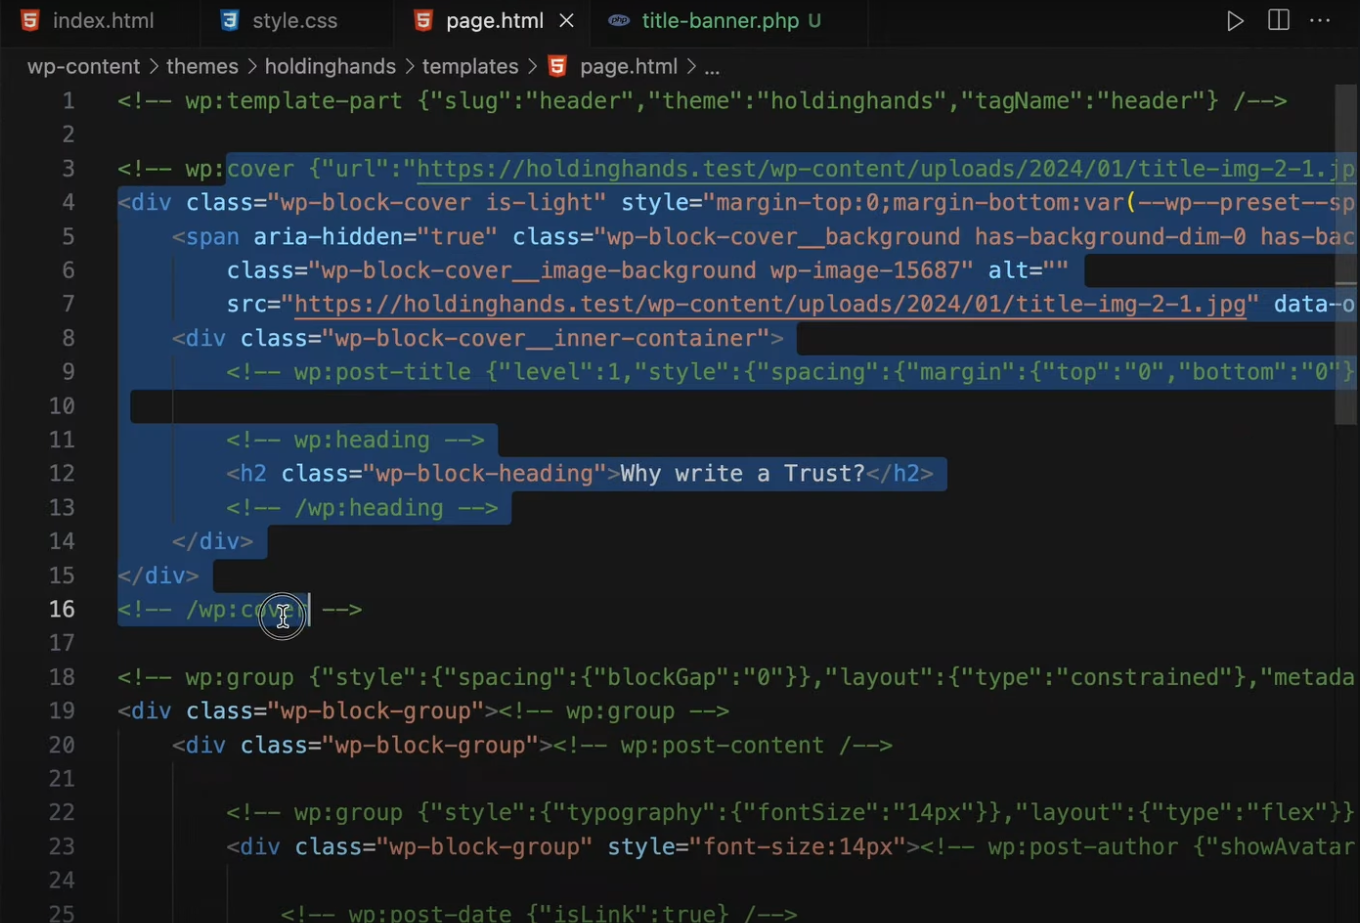 index.html
style.css
page.html
php title-banner.php U
wp-content > themes > holdinghands > templates > page.html > ...
1 <!-- wp:template-part {"slug":"header","theme":"holdinghands","tagName":"header"} /-->
2
3 <!-- wp:cover {"url":"https://holdinghands.test/wp-content/uploads/2024/01/title-img-2-1.jp
4 <div class="wp-block-cover is-light" style="margin-top:0;margin-bottom:var(--wp--preset--sp
5 <span aria-hidden="true" class="wp-block-cover__background has-background-dim-0 has-bac
6 class="wp-block-cover__image-background wp-image-15687" alt=""
7 src="https://holdinghands.test/wp-content/uploads/2024/01/title-img-2-1.jpg" data-o
8 <div class="wp-block-cover__inner-container">
9 <!-- wp:post-title {"level":1,"style":{"spacing":{"margin":{"top":"0","bottom":"0"}
10
11 <!-- wp:heading -->
12 <h2 class="wp-block-heading">Why write a Trust?</h2>
13 <!-- /wp:heading -->
14 </div>
15 </div>
16 <!-- /wp:cover -->
17
18 <!-- wp:group {"style":{"spacing":{"blockGap":"0"}},"layout":{"type":"constrained"},"metada
19 <div class="wp-block-group"><!-- wp:group -->
20 <div class="wp-block-group"><!-- wp:post-content /-->
21
22 <!-- wp:group {"style":{"typography":{"fontSize":"14px"}},"layout":{"type":"flex"}}
23 <div class="wp-block-group" style="font-size:14px"><!-- wp:post-author {"showAvatar
24
25 <!-- wp:post-date {"isLink":true} /-->